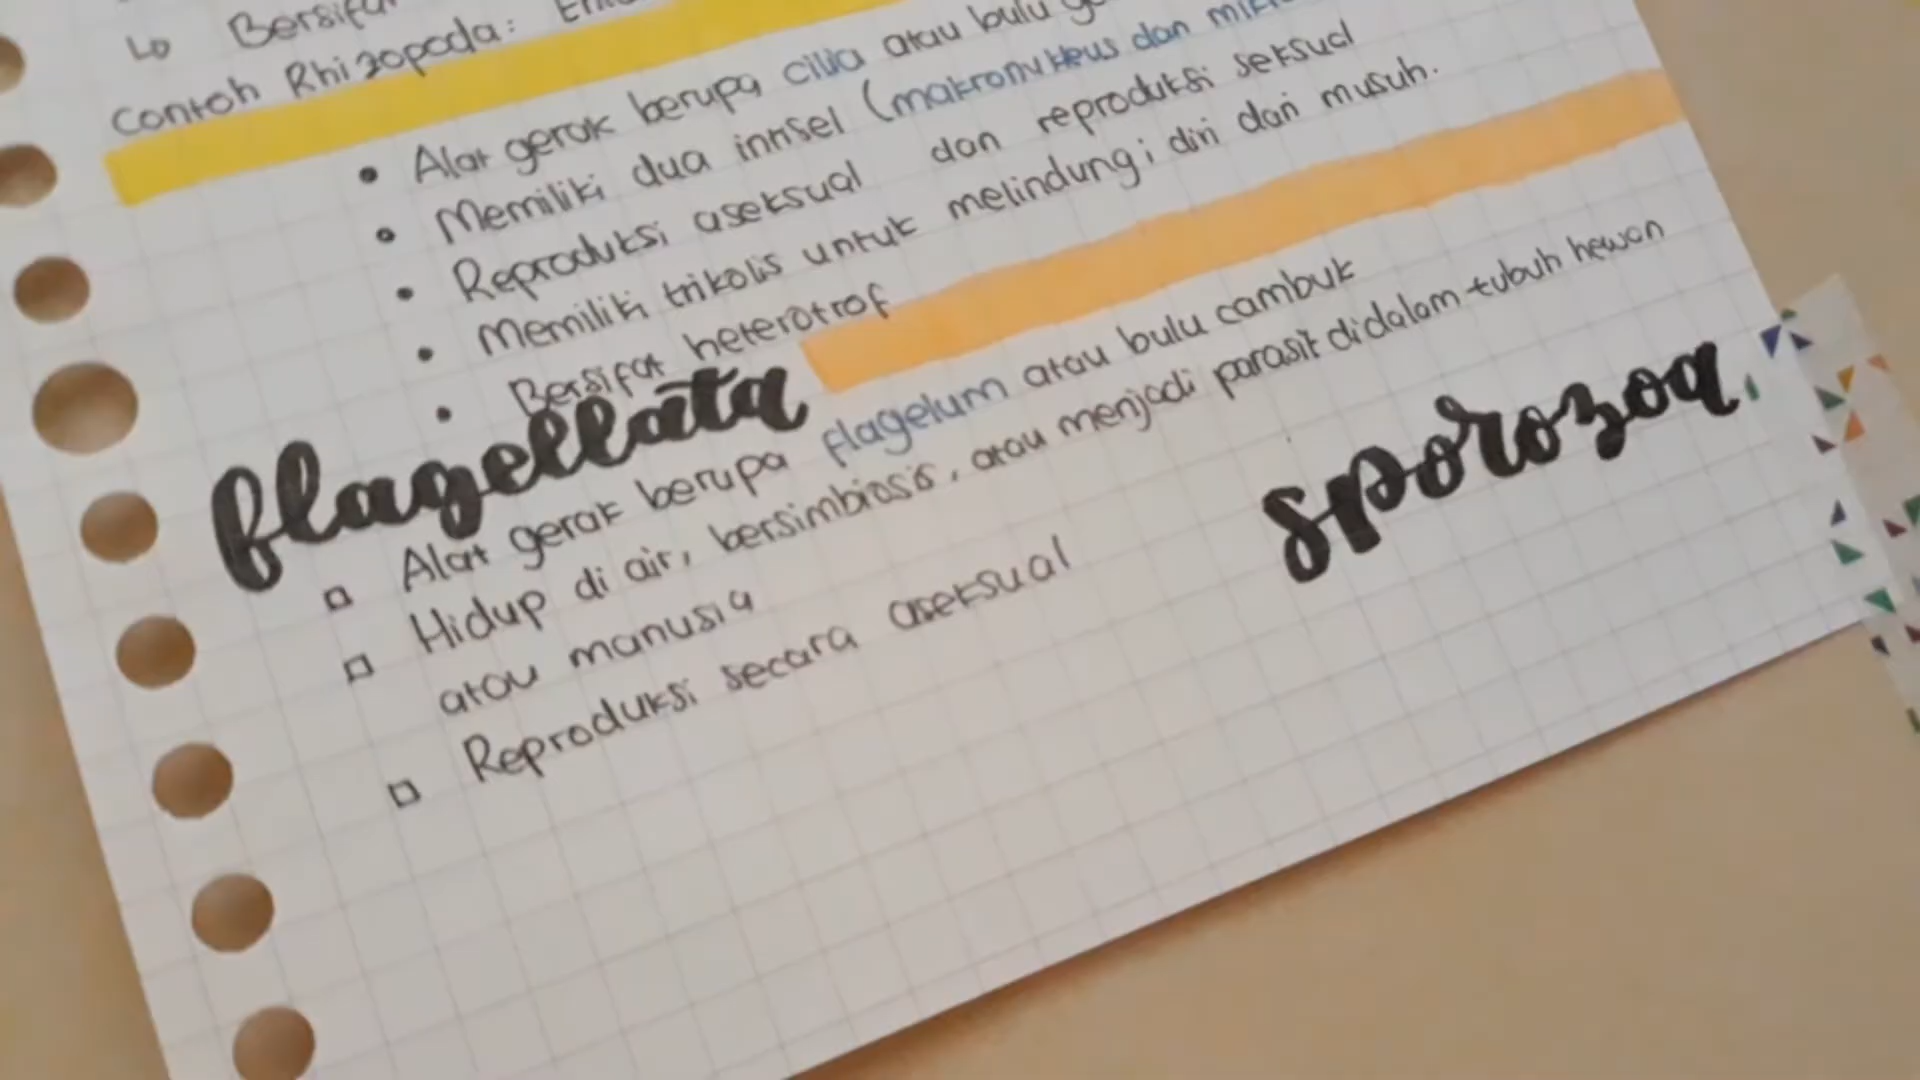 ↳ Bersifat
Contoh Rhizopoda:
• Alat gerak berupa cilia atau bulu
• Memiliki dua inti sel (makronukleus dan
• Reproduksi aseksual dan reproduksi seksual
• Memiliki trikolis untuk melindungi diri dari musuh.
• Bersifat heterotrof
flagellata
□ Alat gerak berupa flagelum atau bulu cambuk
□ Hidup di air, bersimbiosis, atau menjadi parasit didalam tubuh hewan
atau manusia
□ Reproduksi secara aseksual
sporozoa